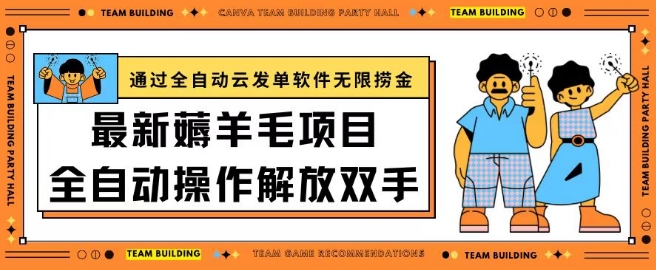 TEAM BUILDING
CANVA TEAM BUILDING PARTY HALL
TEAM BUILDING
通过全自动云发单软件无限捞金
最新薅羊毛项目
全自动操作解放双手
TEAM BUILDING PARTY HALL
TEAM BUILDING PARTY HALL
TEAM BUILDING
TEAM GAME RECOMMENDATIONS
TEAM BUILDING